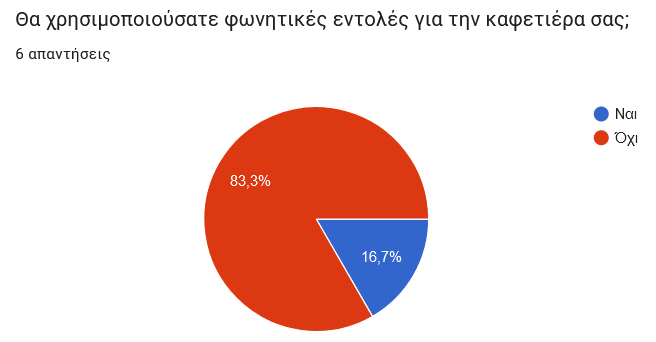 Θα χρησιμοποιούσατε φωνητικές εντολές για την καφετιέρα σας;
6 απαντήσεις
Ναι
Όχι
83,3%
16,7%